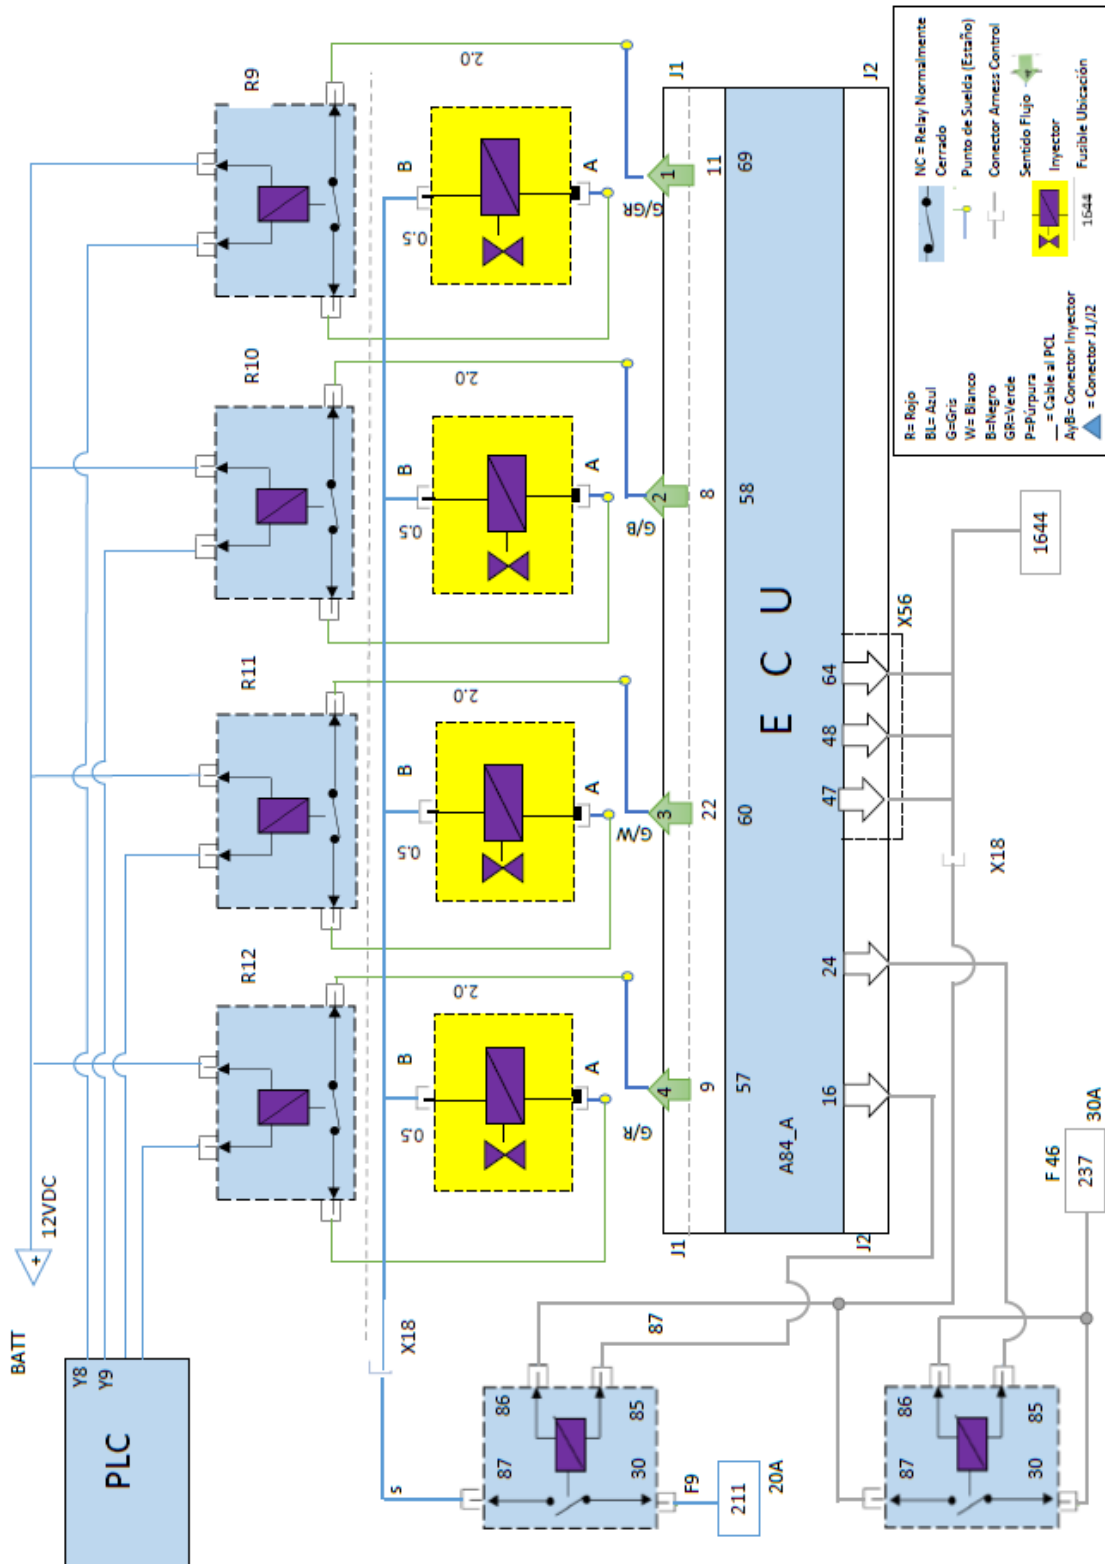 BATT
12VDC
PLC
Y8
Y9
R12
R11
R10
R9
X18
s
B
0.5
A
2.0
B
0.5
A
2.0
B
0.5
A
2.0
B
0.5
A
2.0
G/R
G/W
G/B
G/GR
4
3
2
1
J1
9
22
8
11
J1
57
60
58
69
A84_A
E C U
16
24
47
48
64
J2
J2
X56
X18
1644
87
86
85
30
87
F9
211
20A
87
86
85
30
F 46
237
30A
R= Rojo
BL= Azul
G=Gris
W= Blanco
B=Negro
GR=Verde
P=Púrpura
= Cable al PCL
AyB= Conector Inyector
= Conector J1/J2
NC = Relay Normalmente
Cerrado
Punto de Suelda (Estaño)
Conector Arness Control
Sentido Flujo
Inyector
1644
Fusible Ubicación